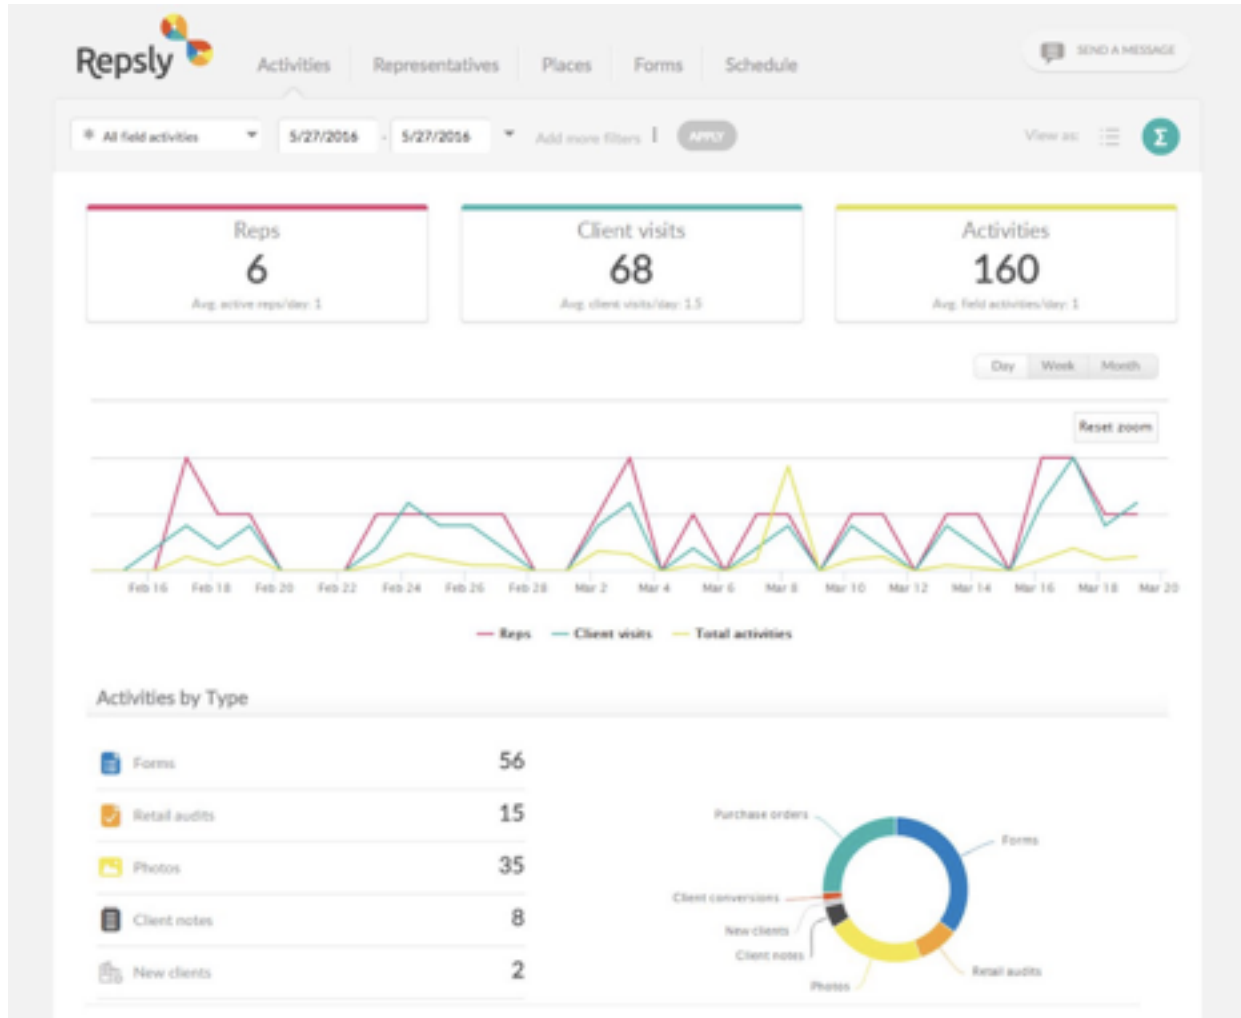 Repsly
Activities Representatives Places Forms Schedule
SEND A MESSAGE
All field activities 5/27/2016 - 5/27/2016 Add more filters APPLY View as: Σ
Reps
6
Avg. active reps/day: 1
Client visits
68
Avg. client visits/day: 1.5
Activities
160
Avg. field activities/day: 1
Day Week Month
Reset zoom
Feb 16 Feb 18 Feb 20 Feb 22 Feb 24 Feb 26 Feb 28 Mar 2 Mar 4 Mar 6 Mar 8 Mar 10 Mar 12 Mar 14 Mar 16 Mar 18 Mar 20
Reps Client visits Total activities
Activities by Type
Forms 56
Retail audits 15
Photos 35
Client notes 8
New clients 2
Purchase orders
Forms
Client conversions
New clients
Client notes
Photos
Retail audits